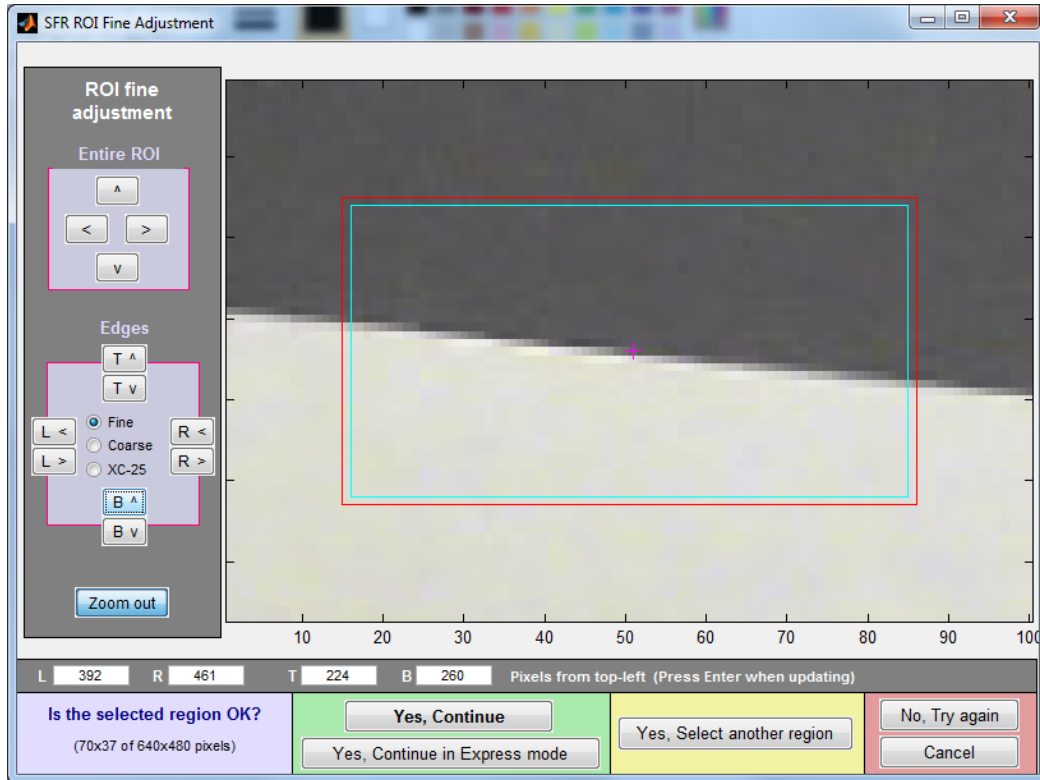 SFR ROI Fine Adjustment
ROI fine
adjustment
Entire ROI
^
< >
v
Edges
T ^
T v
Fine
L < R <
Coarse
L > R >
XC-25
B ^
B v
Zoom out
10 20 30 40 50 60 70 80 90 100
L 392 R 461 T 224 B 260 Pixels from top-left (Press Enter when updating)
Is the selected region OK?
(70x37 of 640x480 pixels)
Yes, Continue
Yes, Continue in Express mode
Yes, Select another region
No, Try again
Cancel